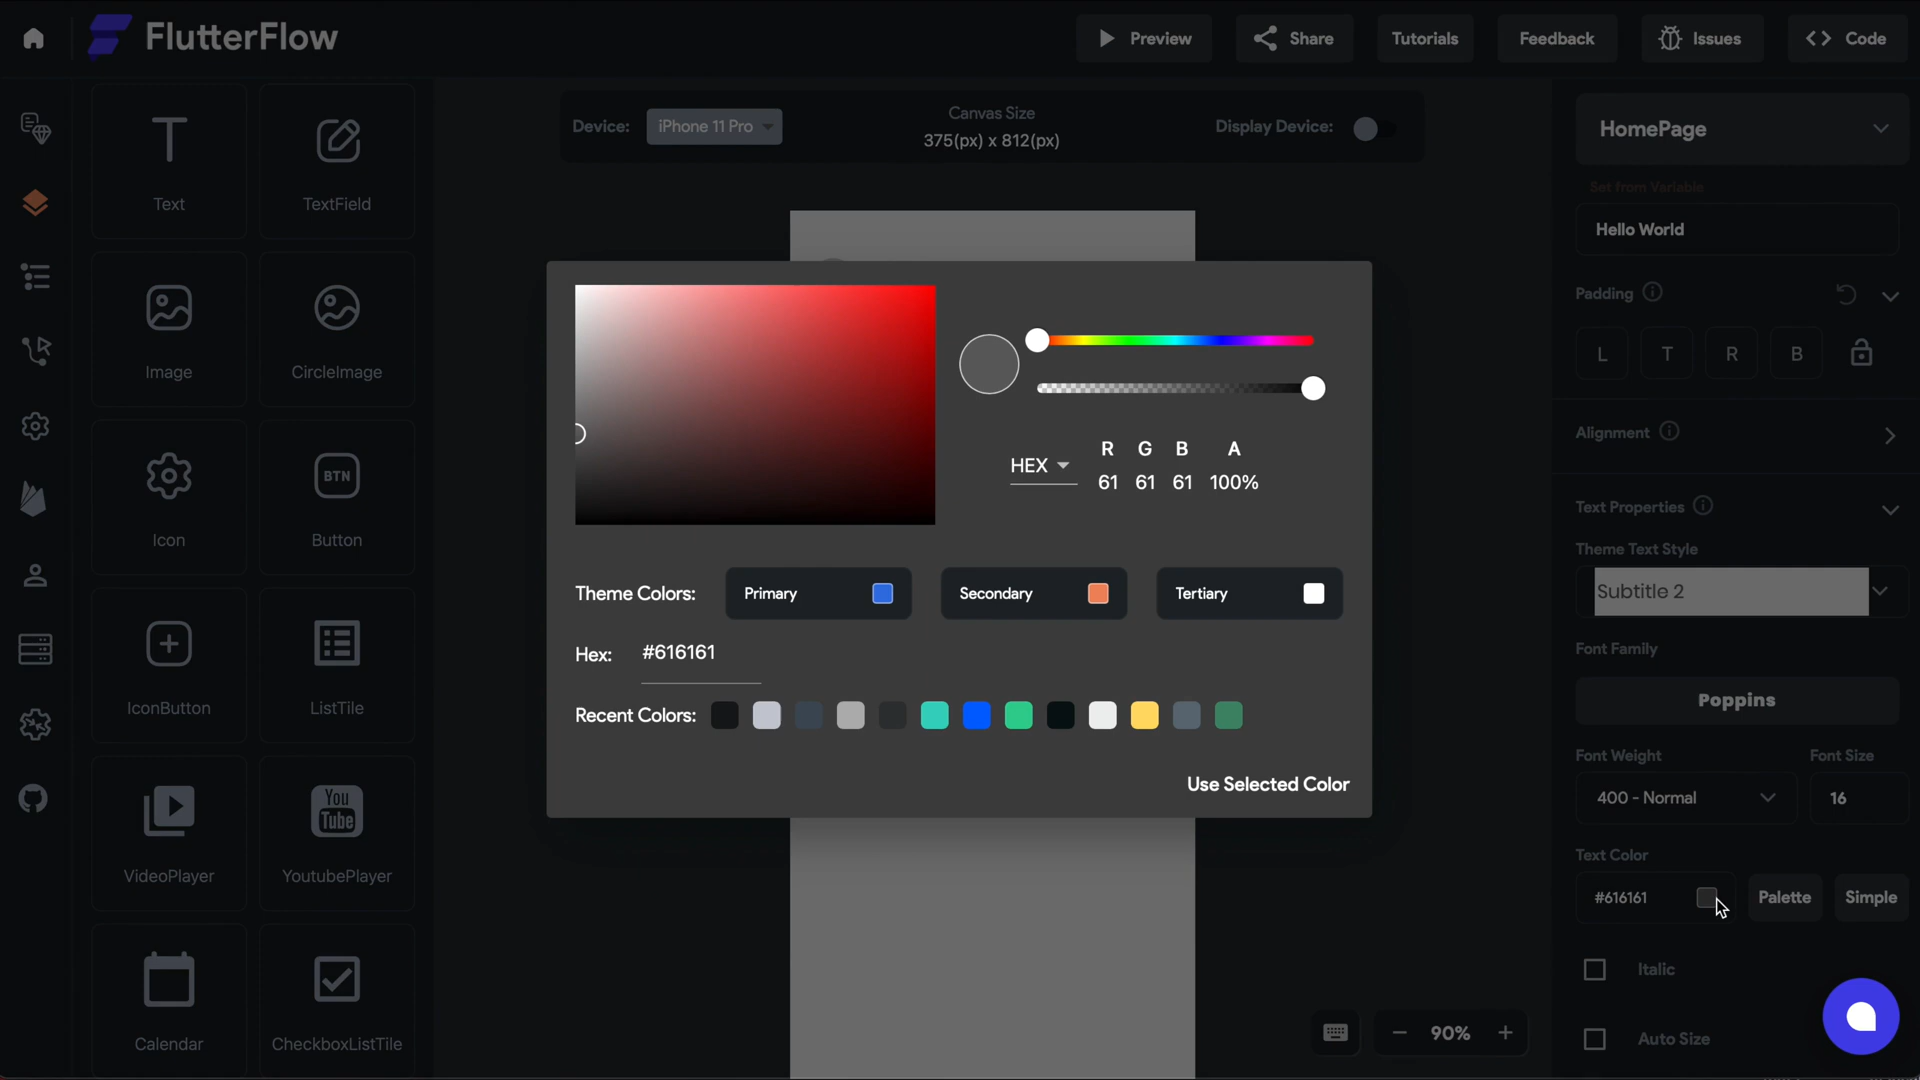 FlutterFlow
Preview
Share
Tutorials
Feedback
Issues
Code
Device:
iPhone 11 Pro
Canvas Size
375(px) x 812(px)
Display Device:
Text
TextField
Image
CircleImage
Icon
BTN
Button
IconButton
ListTile
VideoPlayer
You
Tube
YoutubePlayer
Calendar
CheckboxListTile
HEX
R G B A
61 61 61 100%
Theme Colors:
Primary
Secondary
Tertiary
Hex: #616161
Recent Colors:
Use Selected Color
90%
HomePage
Set from Variable
Hello World
Padding
L T R B
Alignment
Text Properties
Theme Text Style
Subtitle 2
Font Family
Poppins
Font Weight
Font Size
400 - Normal
16
Text Color
#616161
Palette
Simple
Italic
Auto Size